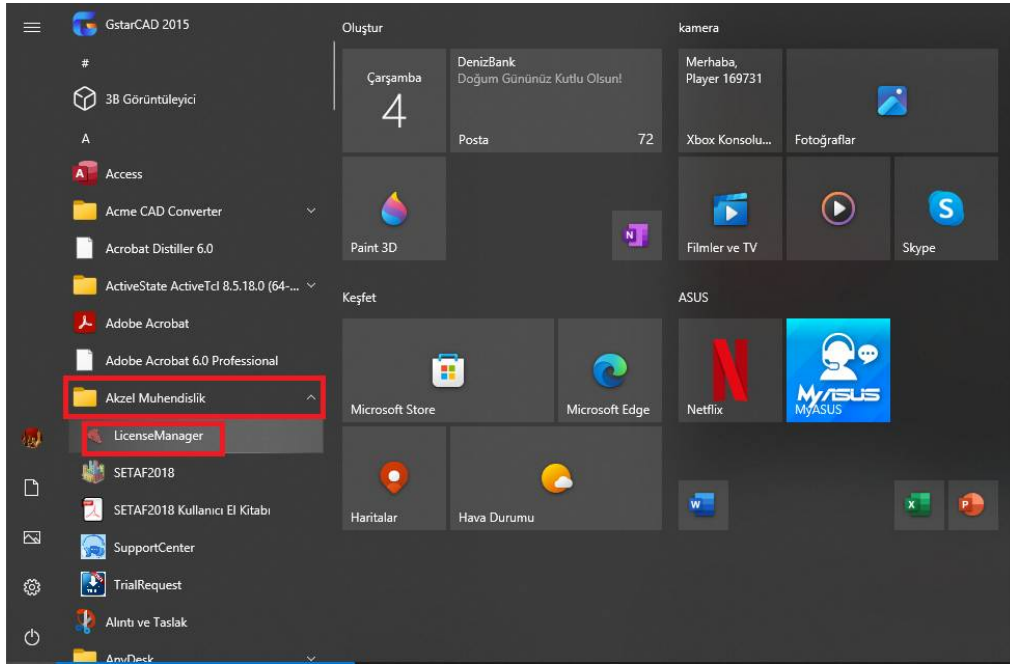 GstarCAD 2015
#
3B Görüntüleyici
A
Access
Acme CAD Converter
Acrobat Distiller 6.0
ActiveState ActiveTcl 8.5.18.0 (64-...
Adobe Acrobat
Adobe Acrobat 6.0 Professional
Akzel Muhendislik
LicenseManager
SETAF2018
SETAF2018 Kullanıcı El Kitabı
SupportCenter
TrialRequest
Alıntı ve Taslak
AnyDesk
Oluştur
Çarşamba
4
DenizBank
Doğum Gününüz Kutlu Olsun!
Posta 72
Paint 3D
Keşfet
Microsoft Store
Microsoft Edge
Haritalar
Hava Durumu
kamera
Merhaba,
Player 169731
Xbox Konsolu...
Fotoğraflar
Filmler ve TV
Skype
ASUS
Netflix
MyASUS
MyASUS